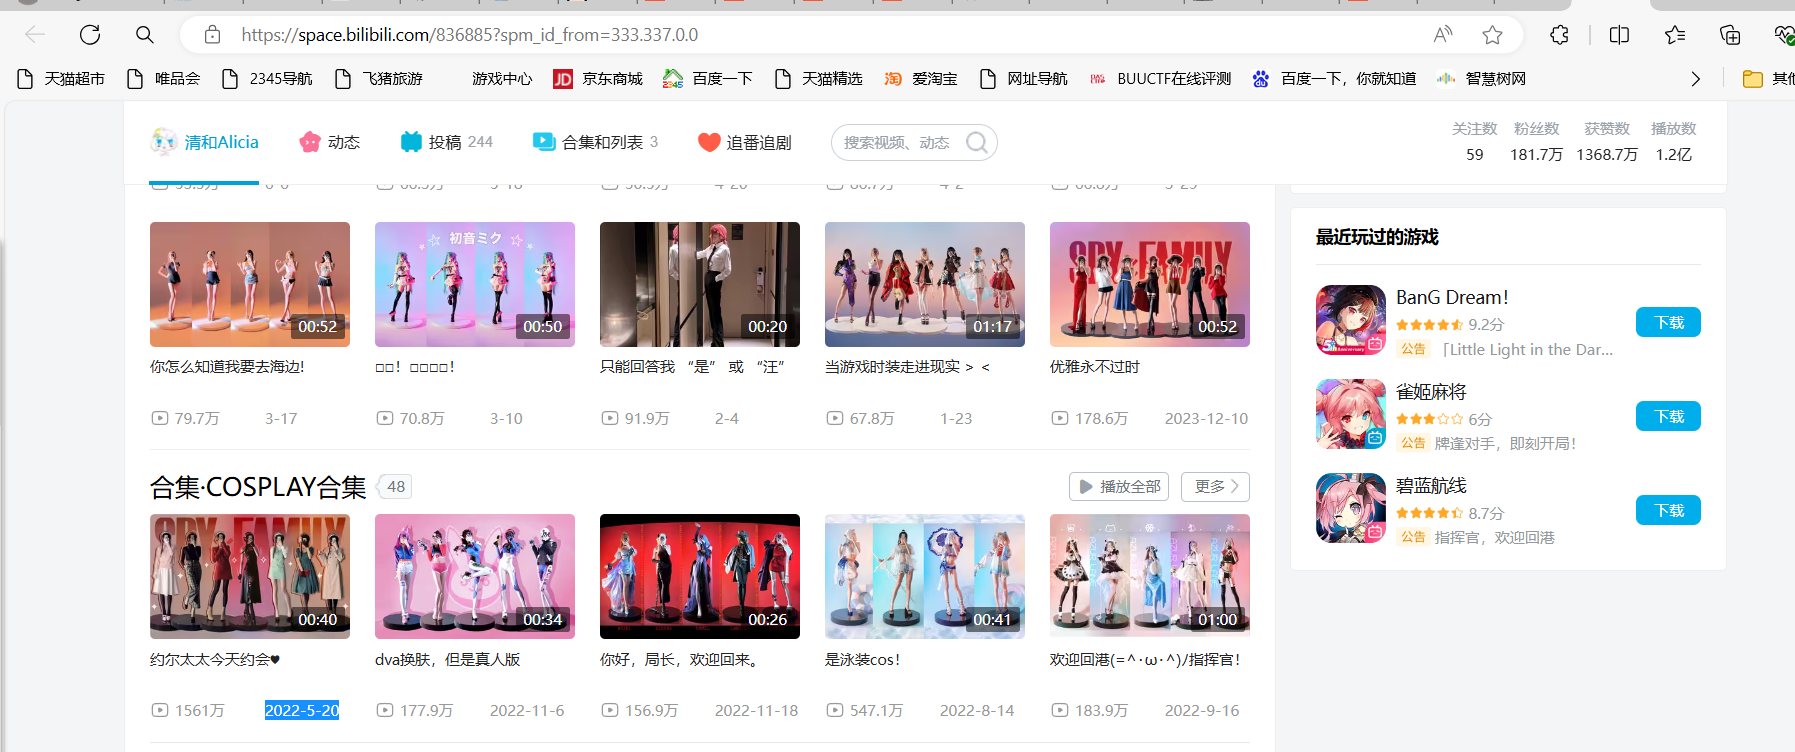 https://space.bilibili.com/836885?spm_id_from=333.337.0.0
天猫超市 唯品会 2345导航 飞猪旅游 游戏中心 JD 京东商城 2345 百度一下 天猫精选 淘 爱淘宝 网址导航 BUUCTF在线评测 百度一下，你就知道 智慧树网
清和Alicia 动态 投稿 244 合集和列表 3 追番追剧 搜索视频、动态
关注数 粉丝数 获赞数 播放数
59 181.7万 1368.7万 1.2亿
初音ミク
SPY×FAMILY
00:52 00:50 00:20 01:17 00:52
你怎么知道我要去海边!
□□！□□□□！
只能回答我 “是” 或 “汪”
当游戏时装走进现实 > <
优雅永不过时
79.7万 3-17 70.8万 3-10 91.9万 2-4 67.8万 1-23 178.6万 2023-12-10
合集·COSPLAY合集 48 播放全部 更多
SPY×FAMILY
00:40 00:34 00:26 00:41 01:00
约尔太太今天约会♥
dva换肤，但是真人版
你好，局长，欢迎回来。
是泳装cos！
欢迎回港(=^·ω·^)/指挥官！
1561万 2022-5-20 177.9万 2022-11-6 156.9万 2022-11-18 547.1万 2022-8-14 183.9万 2022-9-16
最近玩过的游戏
BanG Dream！
9.2分
公告 「Little Light in the Dar...
下载
雀姬麻将
6分
公告 牌逢对手，即刻开局！
下载
碧蓝航线
8.7分
公告 指挥官，欢迎回港
下载